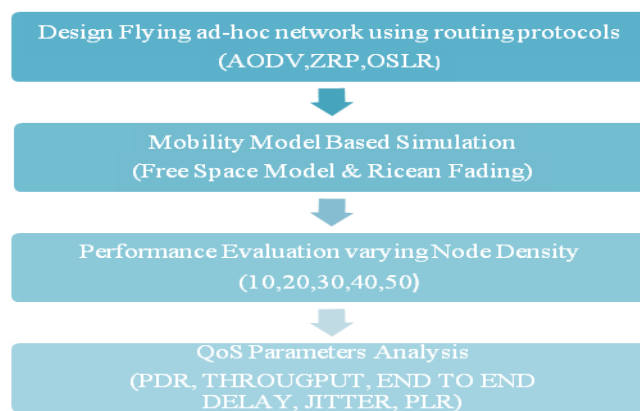 Design Flying ad-hoc network using routing protocols
(AODV,ZRP,OSLR)
Mobility Model Based Simulation
(Free Space Model & Ricean Fading)
Performance Evaluation varying Node Density
(10,20,30,40,50)
QoS Parameters Analysis
(PDR, THROUGPUT, END TO END
DELAY, JITTER, PLR)